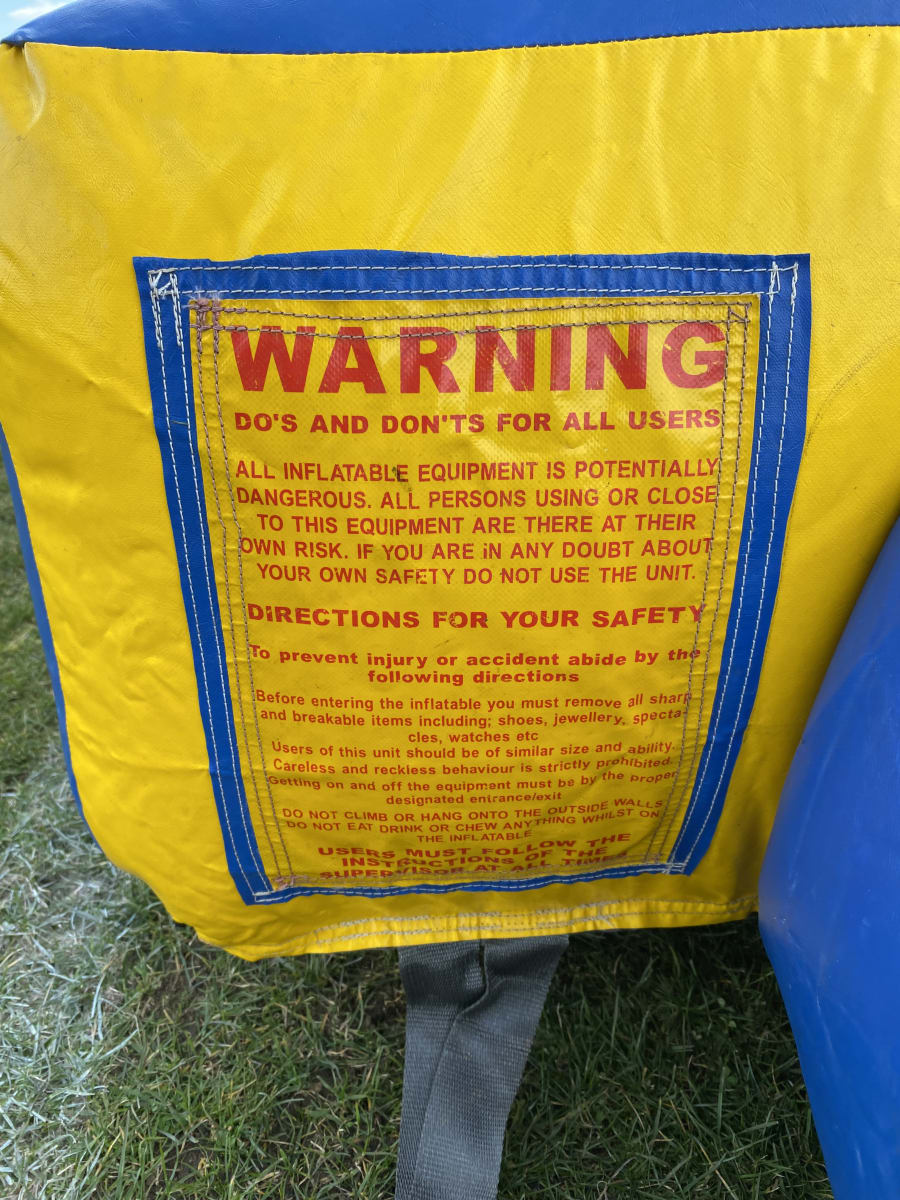 WARNING
DO'S AND DON'TS FOR ALL USERS
ALL INFLATABLE EQUIPMENT IS POTENTIALLY
DANGEROUS. ALL PERSONS USING OR CLOSE
TO THIS EQUIPMENT ARE THERE AT THEIR
OWN RISK. IF YOU ARE iN ANY DOUBT ABOUT
YOUR OWN SAFETY DO NOT USE THE UNIT.
DIRECTIONS FOR YOUR SAFETY
To prevent injury or accident abide by the
following directions
Before entering the inflatable you must remove all sharp
and breakable items including; shoes, jewellery, specta-
cles, watches etc
Users of this unit should be of similar size and ability.
Careless and reckless behaviour is strictly prohibited.
Getting on and off the equipment must be by the proper
designated entrance/exit
DO NOT CLIMB OR HANG ONTO THE OUTSIDE WALLS
DO NOT EAT DRINK OR CHEW ANYTHING WHILST ON
THE INFLATABLE
USERS MUST FOLLOW THE
INSTRUCTIONS OF THE
SUPERVISOR AT ALL TIMES